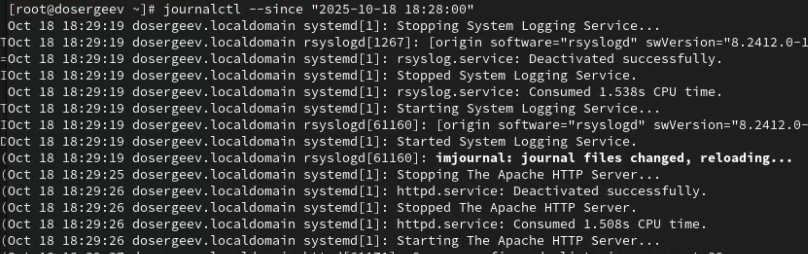 [root@dosergeev ~]# journalctl --since "2025-10-18 18:28:00"
Oct 18 18:29:19 dosergeev.localdomain systemd[1]: Stopping System Logging Service...
Oct 18 18:29:19 dosergeev.localdomain rsyslogd[1267]: [origin software="rsyslogd" swVersion="8.2412.0-1
Oct 18 18:29:19 dosergeev.localdomain systemd[1]: rsyslog.service: Deactivated successfully.
Oct 18 18:29:19 dosergeev.localdomain systemd[1]: Stopped System Logging Service.
Oct 18 18:29:19 dosergeev.localdomain systemd[1]: rsyslog.service: Consumed 1.538s CPU time.
Oct 18 18:29:19 dosergeev.localdomain systemd[1]: Starting System Logging Service...
Oct 18 18:29:19 dosergeev.localdomain rsyslogd[61160]: [origin software="rsyslogd" swVersion="8.2412.0-
Oct 18 18:29:19 dosergeev.localdomain systemd[1]: Started System Logging Service.
Oct 18 18:29:19 dosergeev.localdomain rsyslogd[61160]: imjournal: journal files changed, reloading...
Oct 18 18:29:25 dosergeev.localdomain systemd[1]: Stopping The Apache HTTP Server...
Oct 18 18:29:26 dosergeev.localdomain systemd[1]: httpd.service: Deactivated successfully.
Oct 18 18:29:26 dosergeev.localdomain systemd[1]: Stopped The Apache HTTP Server.
Oct 18 18:29:26 dosergeev.localdomain systemd[1]: httpd.service: Consumed 1.508s CPU time.
Oct 18 18:29:26 dosergeev.localdomain systemd[1]: Starting The Apache HTTP Server...